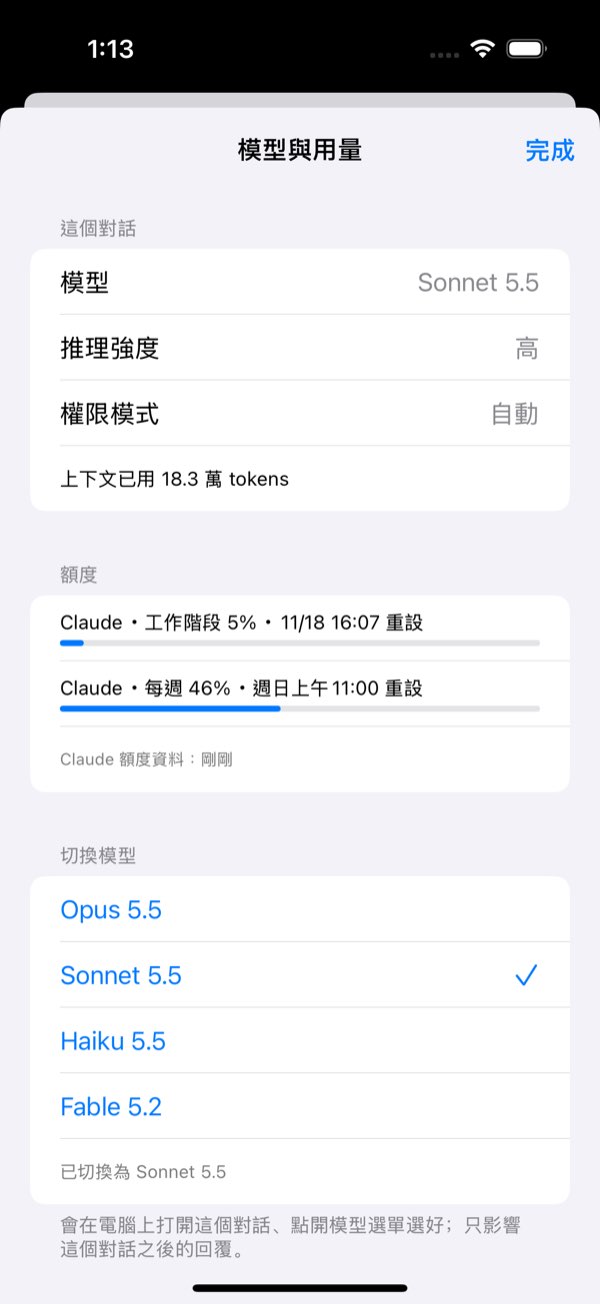 1:13
模型與用量
完成
這個對話
模型
Sonnet 5.5
推理強度
高
權限模式
自動
上下文已用 18.3 萬 tokens
額度
Claude・工作階段 5%・11/18 16:07 重設
Claude・每週 46%・週日上午11:00 重設
Claude 額度資料：剛剛
切換模型
Opus 5.5
Sonnet 5.5
Haiku 5.5
Fable 5.2
已切換為 Sonnet 5.5
會在電腦上打開這個對話、點開模型選單選好；只影響
這個對話之後的回覆。